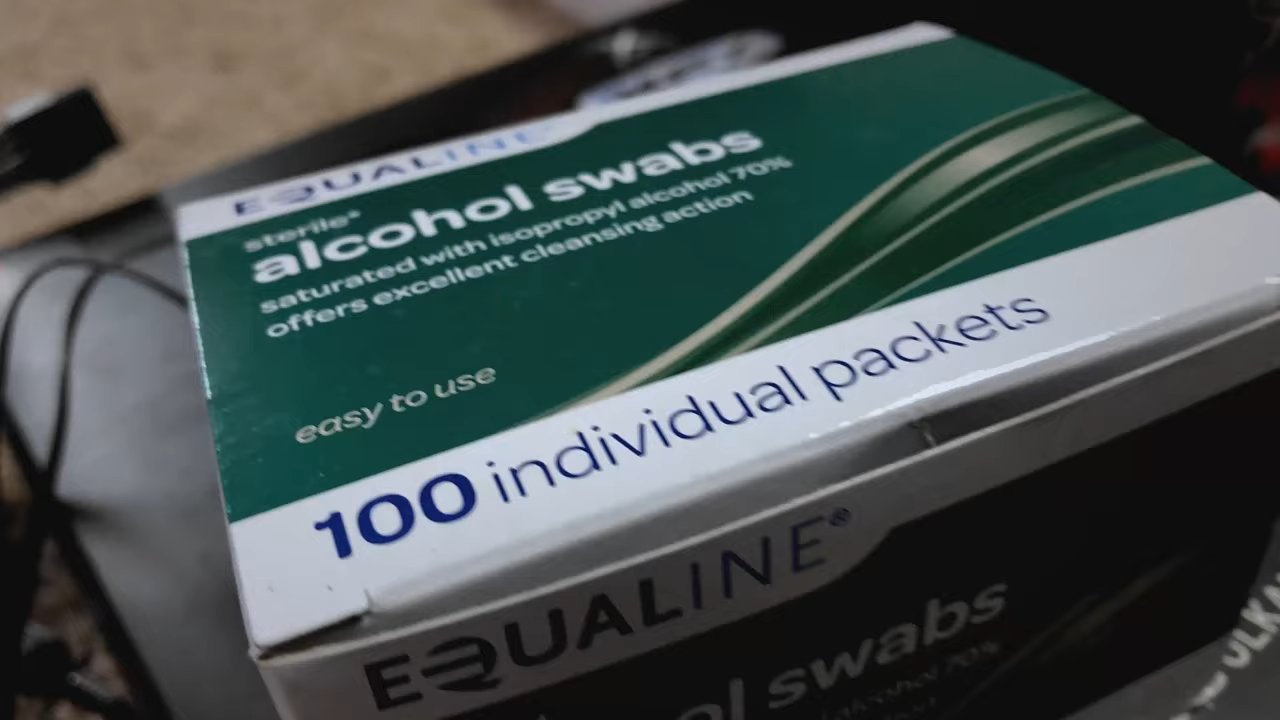 EQUALINE
sterile*
alcohol swabs
saturated with isopropyl alcohol 70%
offers excellent cleansing action
easy to use
100 individual packets
EQUALINE®
swabs
alcohol 70%